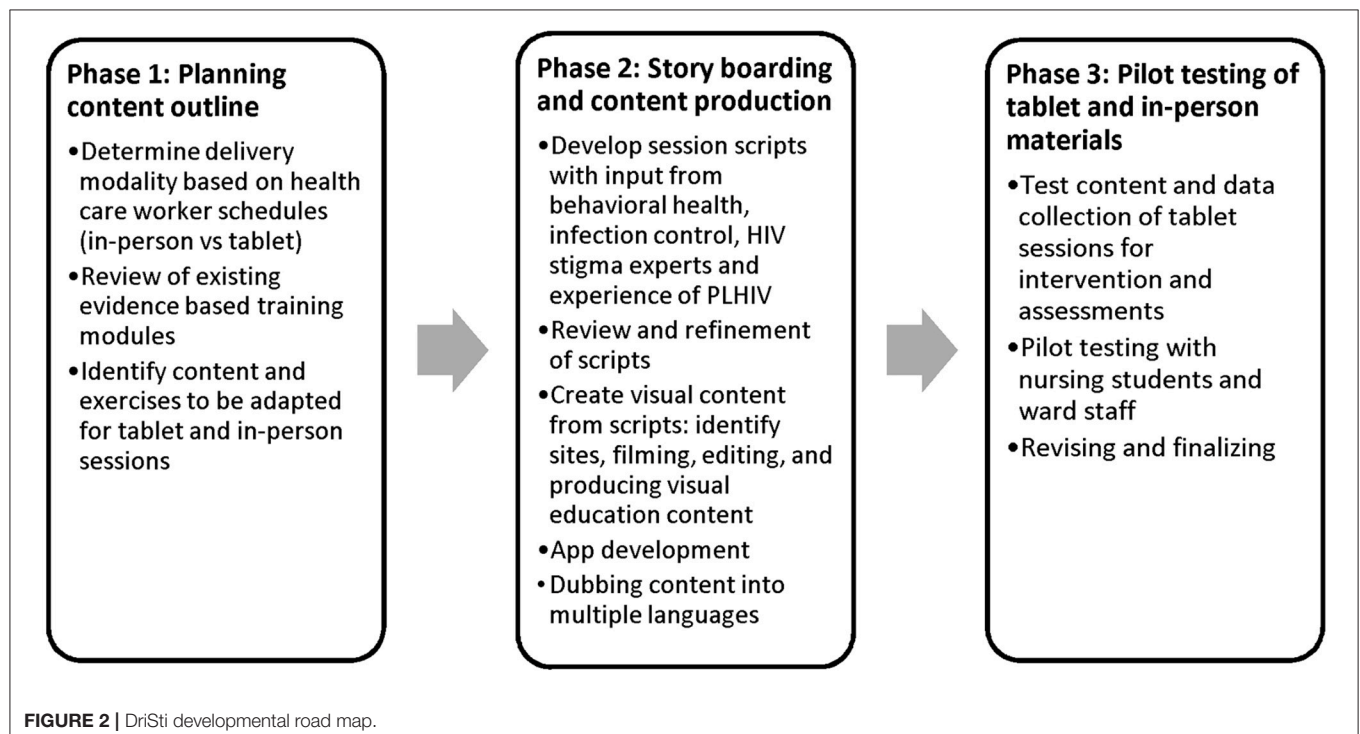 Phase 1: Planning
content outline
•Determine delivery
modality based on health
care worker schedules
(in-person vs tablet)
•Review of existing
evidence based training
modules
•Identify content and
exercises to be adapted
for tablet and in-person
sessions
Phase 2: Story boarding
and content production
•Develop session scripts
with input from
behavioral health,
infection control, HIV
stigma experts and
experience of PLHIV
•Review and refinement
of scripts
•Create visual content
from scripts: identify
sites, filming, editing, and
producing visual
education content
•App development
• Dubbing content into
multiple languages
Phase 3: Pilot testing of
tablet and in-person
materials
•Test content and data
collection of tablet
sessions for
intervention and
assessments
•Pilot testing with
nursing students and
ward staff
•Revising and finalizing
FIGURE 2 | DriSti developmental road map.